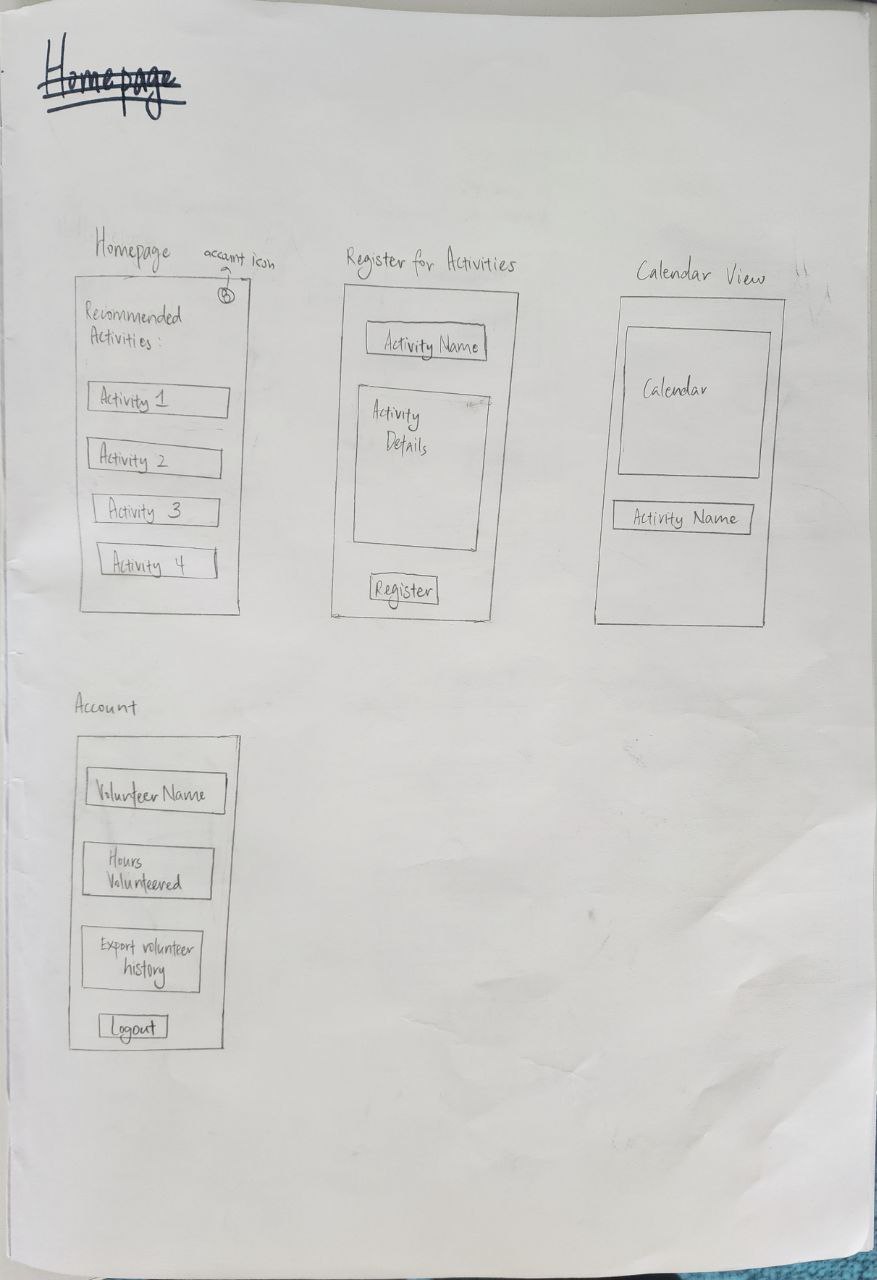 Homepage
Homepage
account icon
Recommended
Activities:
Activity 1
Activity 2
Activity 3
Activity 4
Register for Activities
Activity Name
Activity
Details
Register
Calendar View
Calendar
Activity Name
Account
Volunteer Name
Hours
Volunteered
Export volunteer
history
Logout